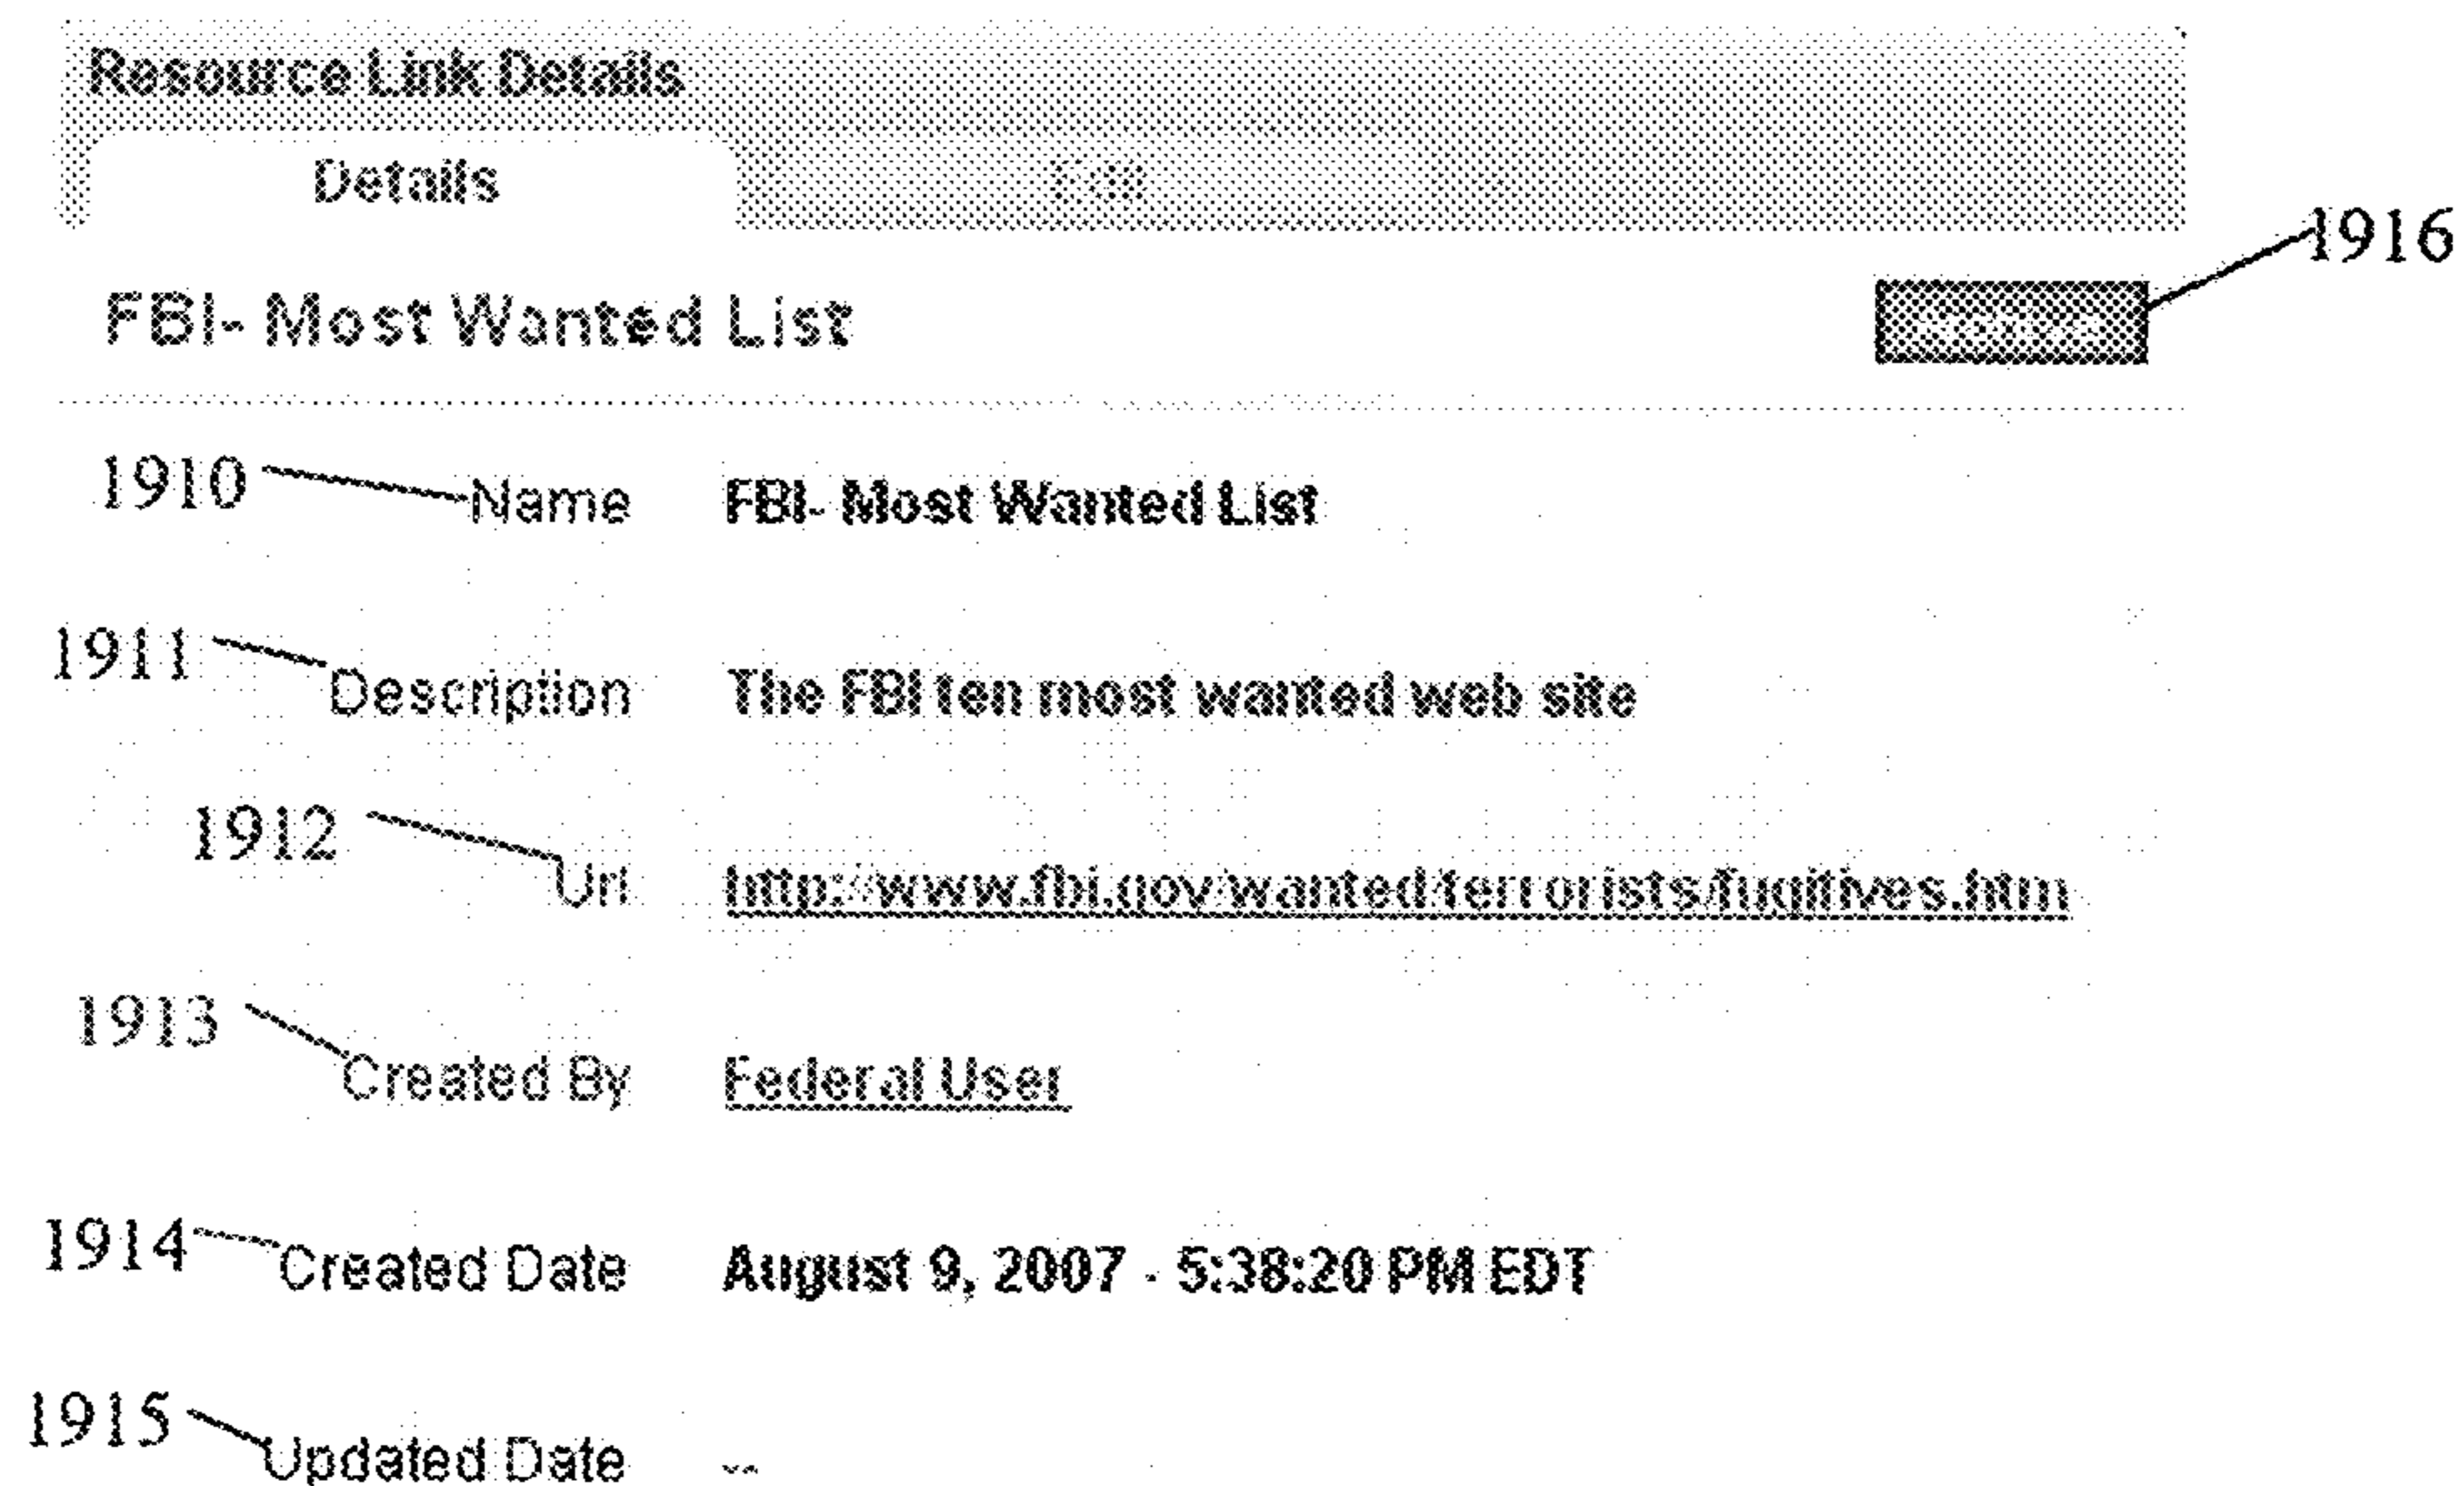 Resource Link Details
Details Edit
1916
FBI- Most Wanted List
1910 Name FBI- Most Wanted List
1911 Description The FBI ten most wanted web site
1912 Url http://www.fbi.gov/wanted/terrorists/fugitives.htm
1913 Created By Federal User
1914 Created Date August 9, 2007 - 5:38:20 PM EDT
1915 Updated Date --